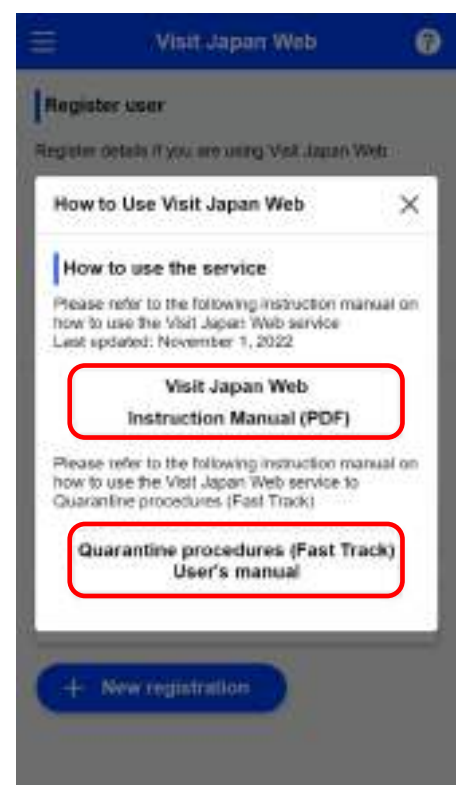 Visit Japan Web
Register user
Register details if you are using Visit Japan Web
How to Use Visit Japan Web
How to use the service
Please refer to the following instruction manual on
how to use the Visit Japan Web service
Last updated: November 1, 2022
Visit Japan Web
Instruction Manual (PDF)
Please refer to the following instruction manual on
how to use the Visit Japan Web service to
Quarantine procedures (Fast Track)
Quarantine procedures (Fast Track)
User's manual
+ New registration